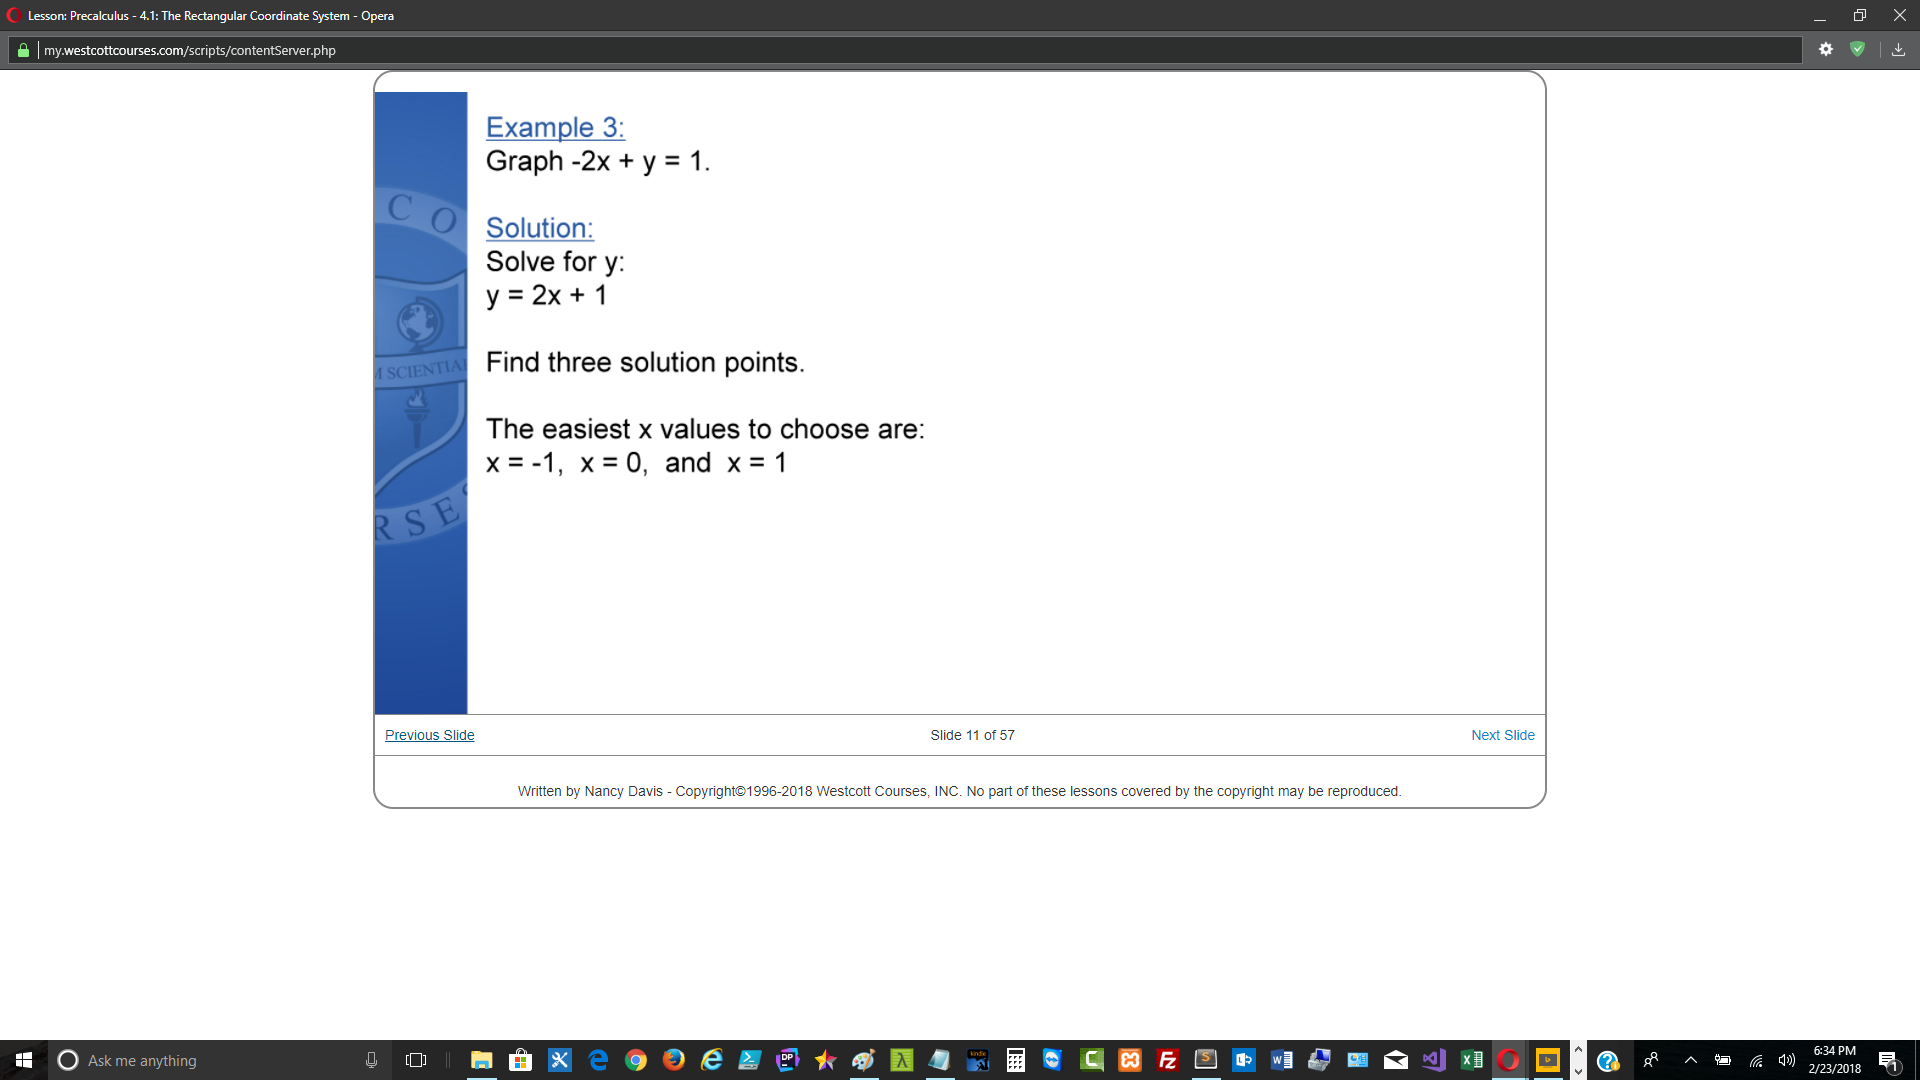 Lesson: Precalculus - 4.1: The Rectangular Coordinate System - Opera
my.westcottcourses.com/scripts/contentServer.php
Example 3:
Graph -2x + y = 1.
Solution:
Solve for y:
y = 2x + 1
Find three solution points.
The easiest x values to choose are:
x = -1, x = 0, and x = 1
C O
M SCIENTIA
R S E S
Previous Slide
Slide 11 of 57
Next Slide
Written by Nancy Davis - Copyright©1996-2018 Westcott Courses, INC. No part of these lessons covered by the copyright may be reproduced.
Ask me anything
DP
kindle
6:34 PM
2/23/2018
1